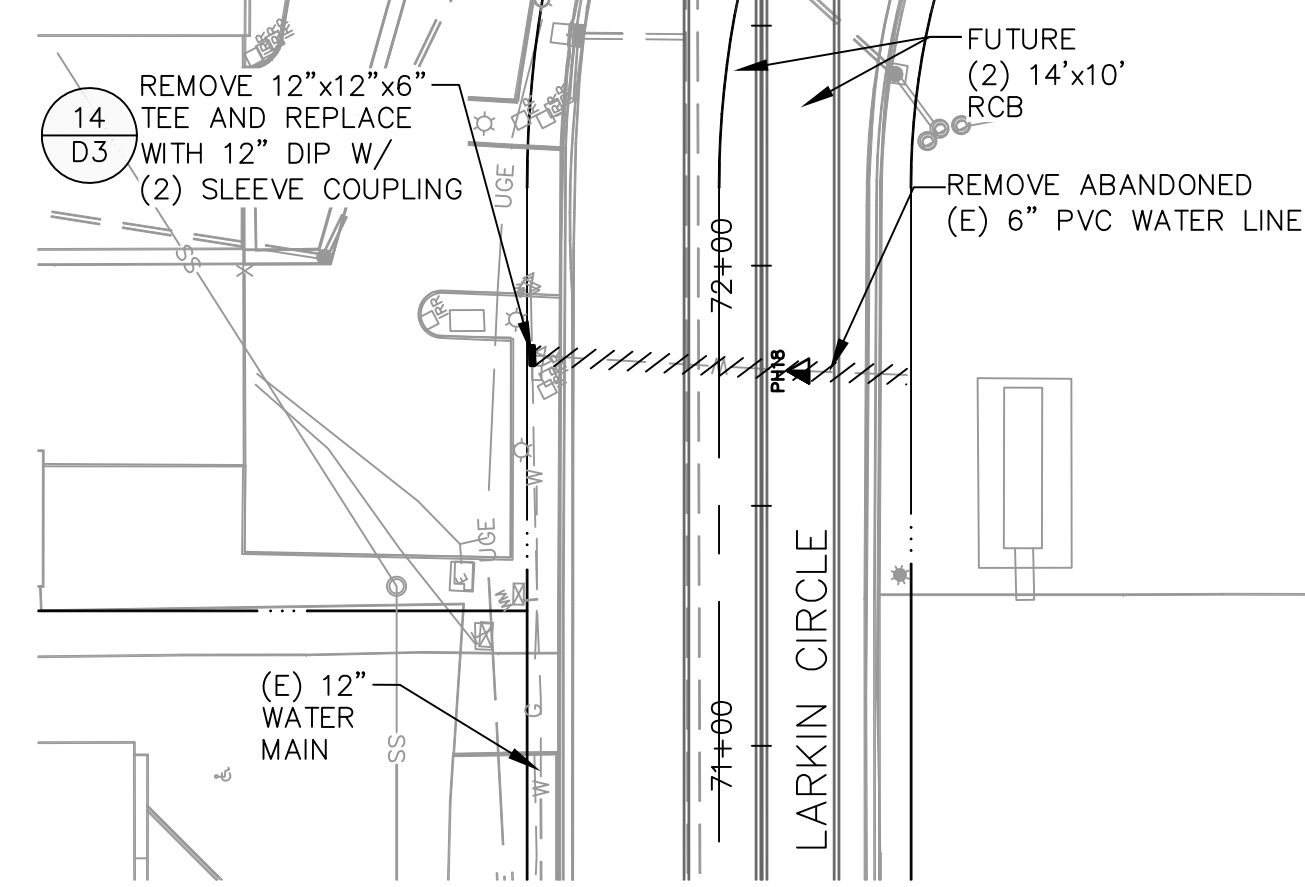 FUTURE
(2) 14'x10'
RCB
14
D3
REMOVE 12"x12"x6"
TEE AND REPLACE
WITH 12" DIP W/
(2) SLEEVE COUPLING
REMOVE ABANDONED
(E) 6" PVC WATER LINE
UGE
SS
72+00
IRR
PH18
W
UGE
G
LARKIN CIRCLE
71+00
(E) 12"
WATER
MAIN
SS
W